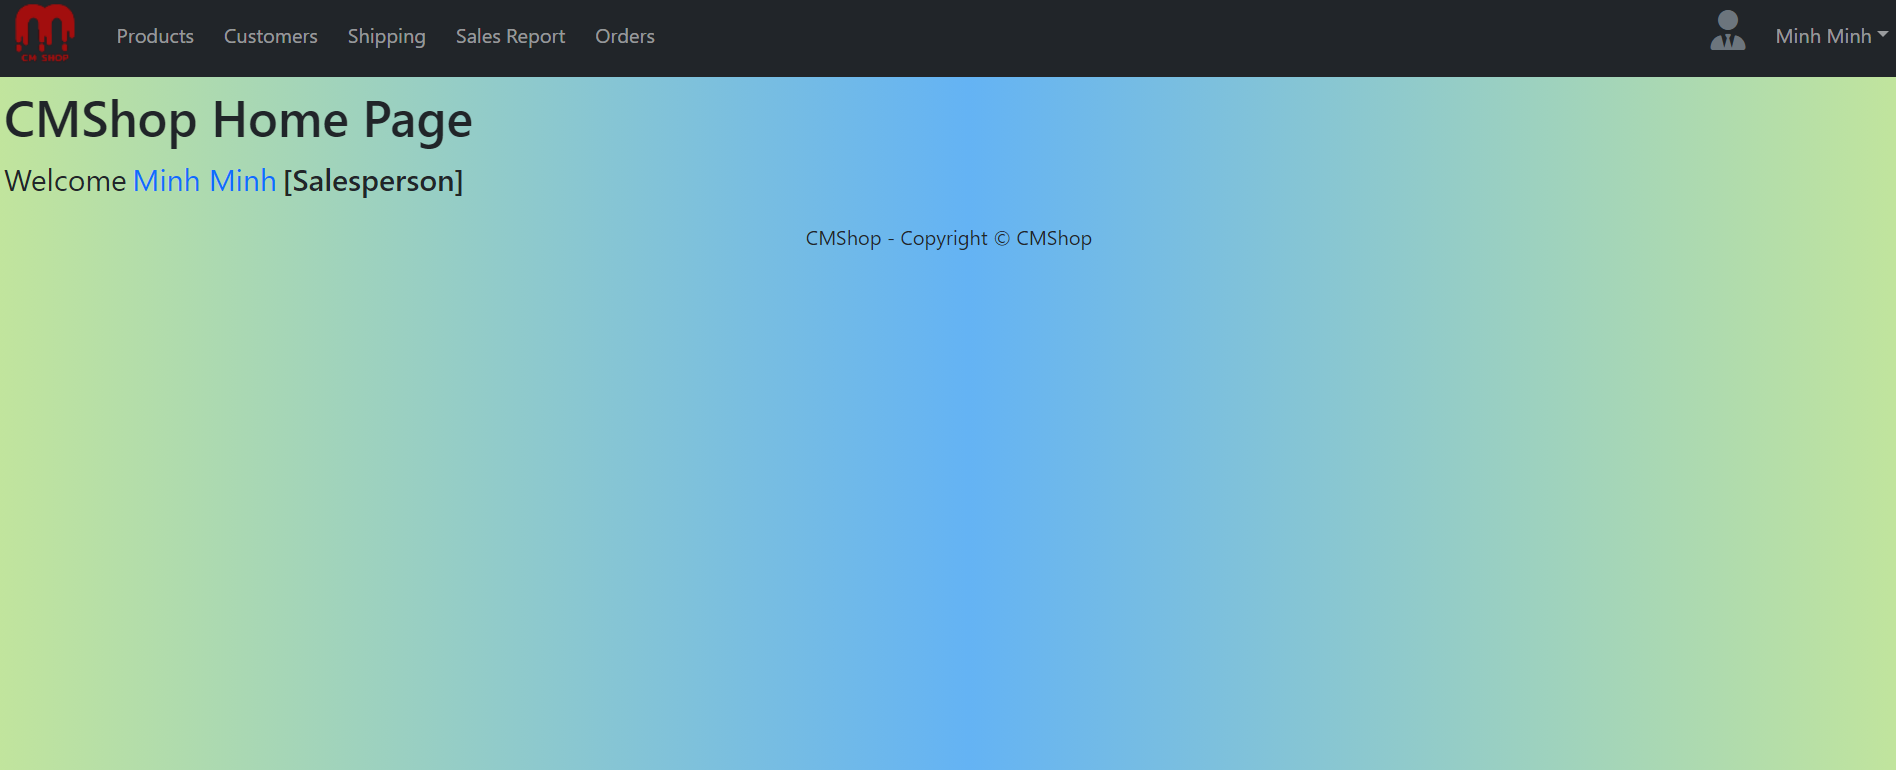 CM SHOP
Products Customers Shipping Sales Report Orders Minh Minh
CMShop Home Page
Welcome Minh Minh [Salesperson]
CMShop - Copyright © CMShop